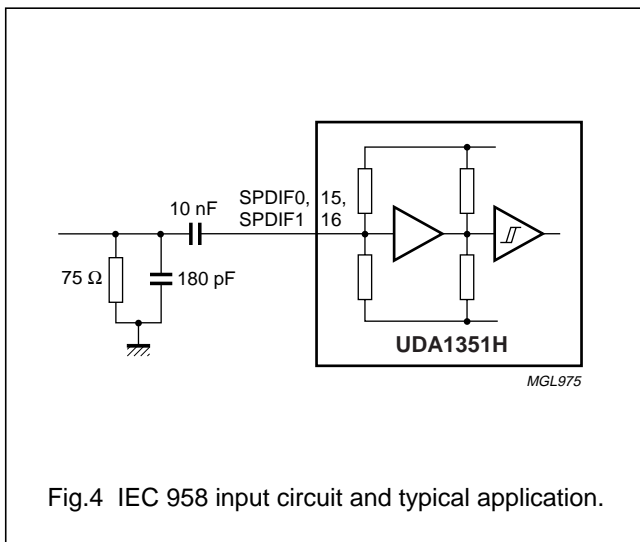 SPDIF0, 15,
10 nF SPDIF1 16
75 Ω 180 pF
UDA1351H
MGL975
Fig.4 IEC 958 input circuit and typical application.